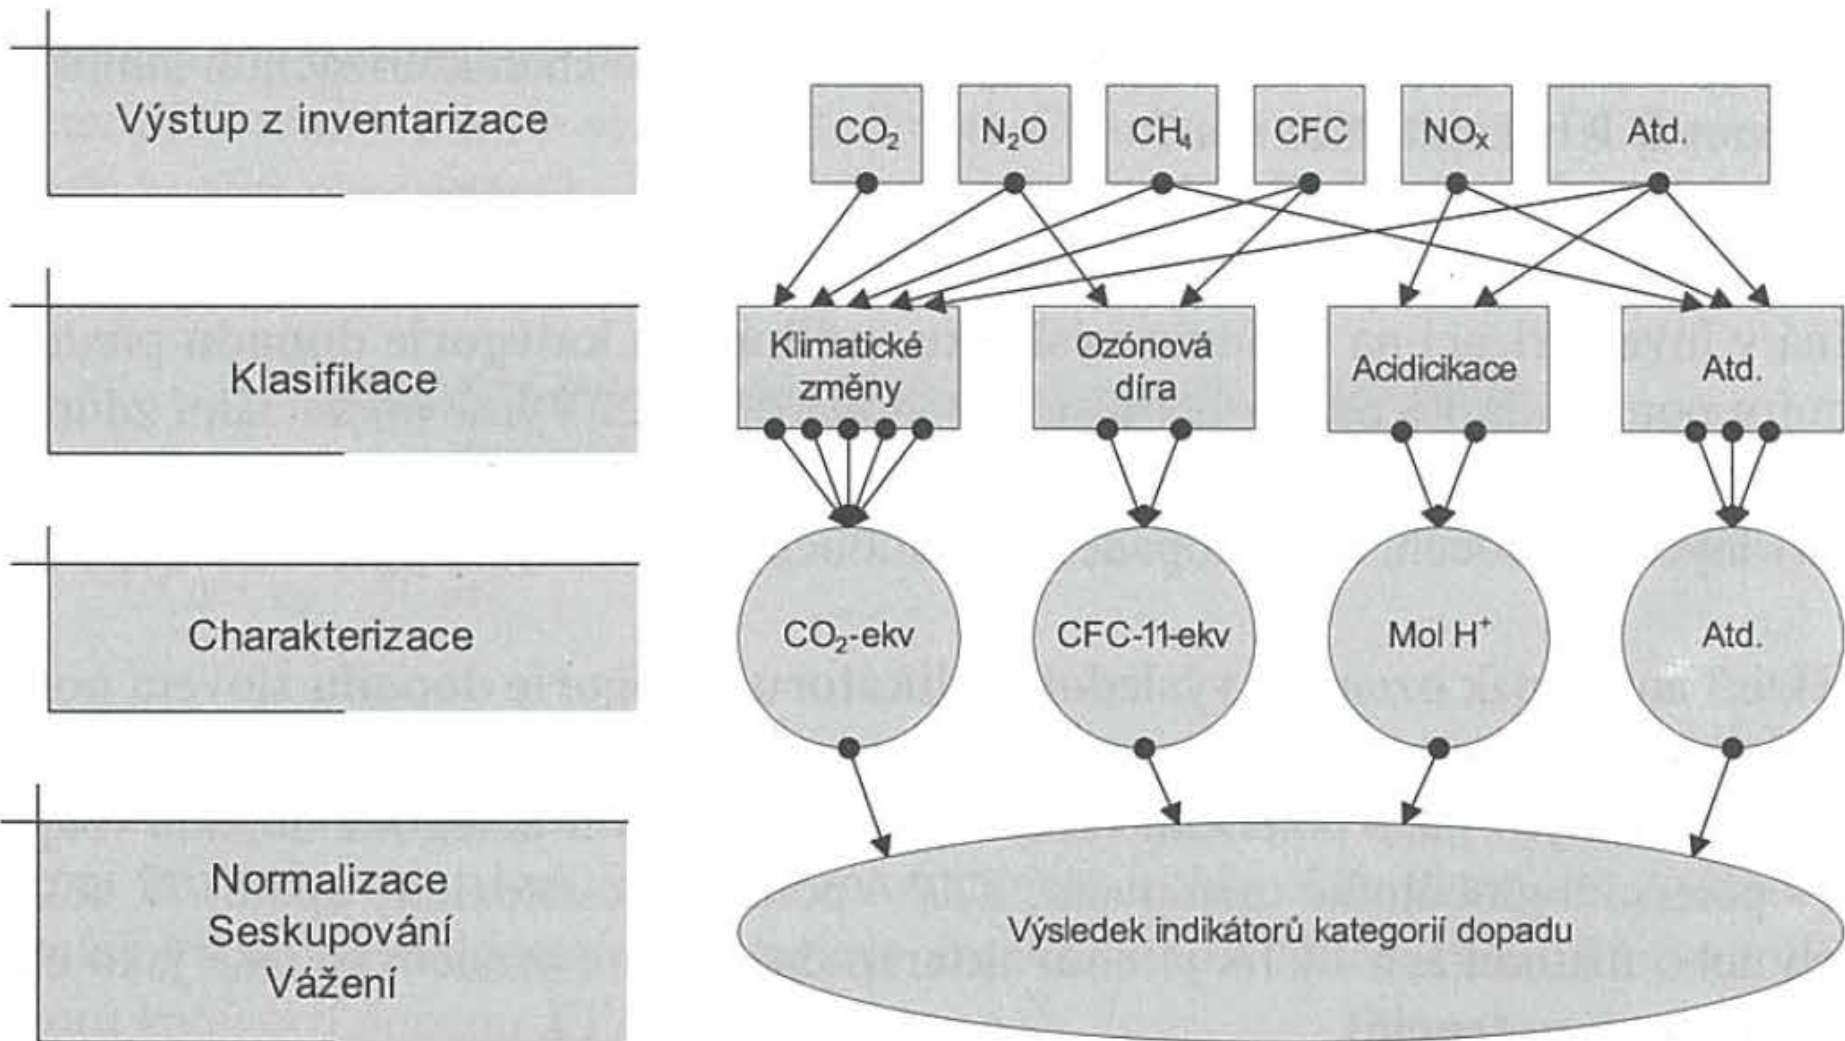 Výstup z inventarizace
CO₂
N₂O
CH₄
CFC
NOₓ
Atd.
Klasifikace
Klimatické
změny
Ozónová
díra
Acidicikace
Atd.
Charakterizace
CO₂-ekv
CFC-11-ekv
Mol H⁺
Atd.
Normalizace
Seskupování
Vážení
Výsledek indikátorů kategorií dopadu